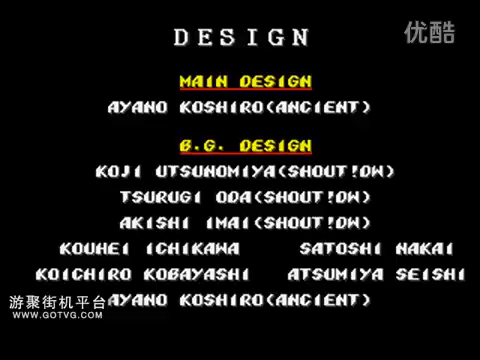 DESIGN
优酷
MAIN DESIGN
AYANO KOSHIRO(ANCIENT)
B.G. DESIGN
KOJI UTSUNOMIYA(SHOUT!DW)
TSURUGI ODA(SHOUT!DW)
AKISHI IMAI(SHOUT!DW)
KOUHEI ICHIKAWA SATOSHI NAKAI
KOICHIRO KOBAYASHI ATSUMIYA SEISHI
AYANO KOSHIRO(ANCIENT)
游聚街机平台
WWW.GOTVG.COM